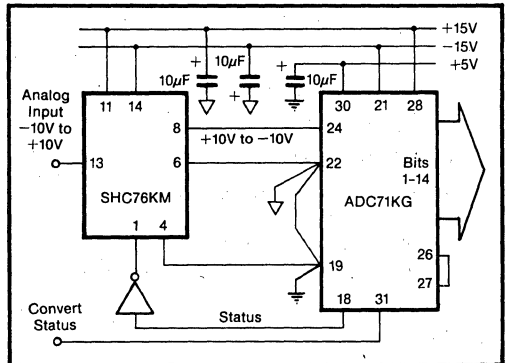 +15V
−15V
+5V
+
10µF
10µF
+
+
10µF
Analog
Input
−10V to
+10V
11
14
30
21
28
8
+10V to −10V
24
13
6
22
Bits
1-14
SHC76KM
ADC71KG
1
4
19
26
27
18
31
Convert
Status
Status